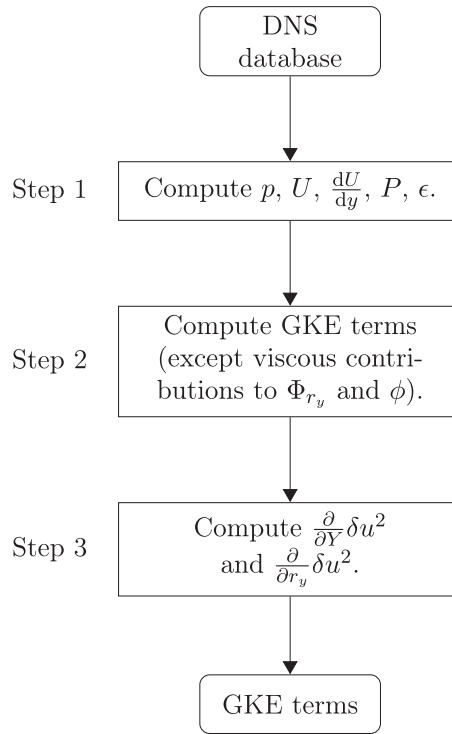 DNS
database
Step 1
Compute p, U, dU/dy, P, ϵ.
Step 2
Compute GKE terms
(except viscous contri-
butions to Φ_{r_y} and ϕ).
Step 3
Compute ∂/∂Y δu²
and ∂/∂r_y δu².
GKE terms